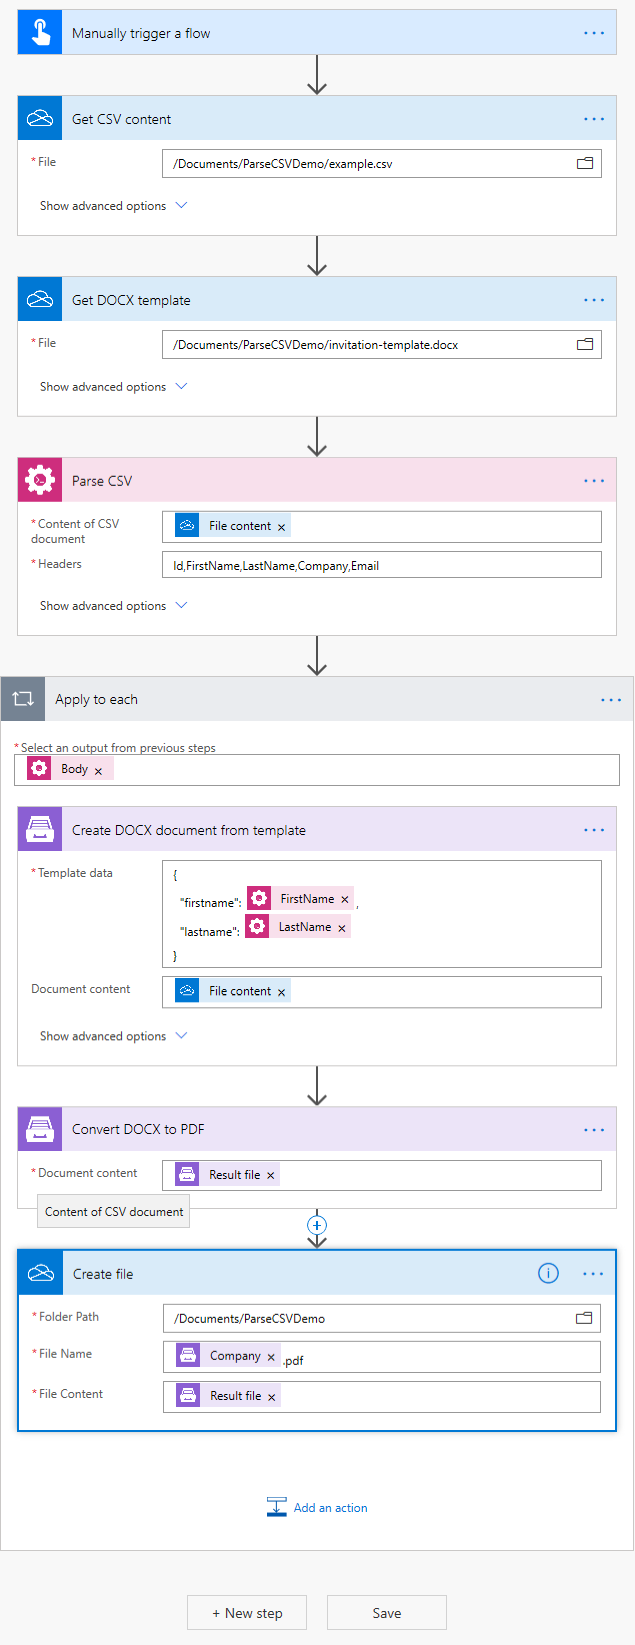 Manually trigger a flow
Get CSV content
* File
/Documents/ParseCSVDemo/example.csv
Show advanced options
Get DOCX template
* File
/Documents/ParseCSVDemo/invitation-template.docx
Show advanced options
Parse CSV
* Content of CSV
document
File content ×
* Headers
Id,FirstName,LastName,Company,Email
Show advanced options
Apply to each
* Select an output from previous steps
Body ×
Create DOCX document from template
* Template data
{
"firstname": FirstName × ,
"lastname": LastName ×
}
Document content
File content ×
Show advanced options
Convert DOCX to PDF
* Document content
Result file ×
Content of CSV document
Create file
* Folder Path
/Documents/ParseCSVDemo
* File Name
Company × .pdf
* File Content
Result file ×
Add an action
+ New step
Save